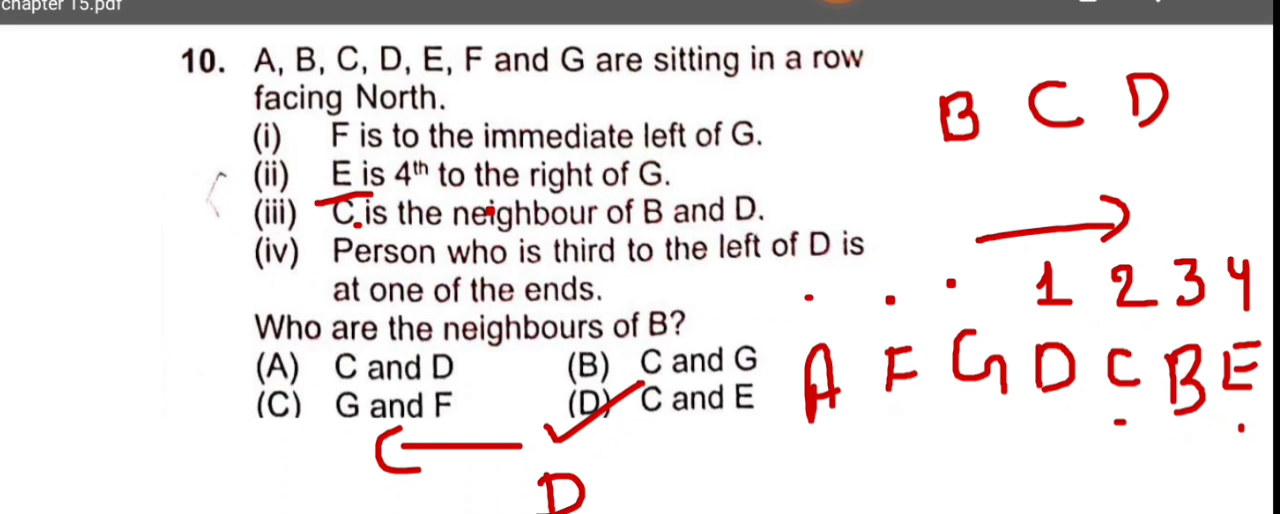 chapter 15.pdf
10. A, B, C, D, E, F and G are sitting in a row
facing North.
(i) F is to the immediate left of G.
(ii) E is 4th to the right of G.
(iii) C is the neighbour of B and D.
(iv) Person who is third to the left of D is
at one of the ends.
Who are the neighbours of B?
(A) C and D (B) C and G
(C) G and F (D) C and E
B C D
1 2 3 4
A F G D C B E
D